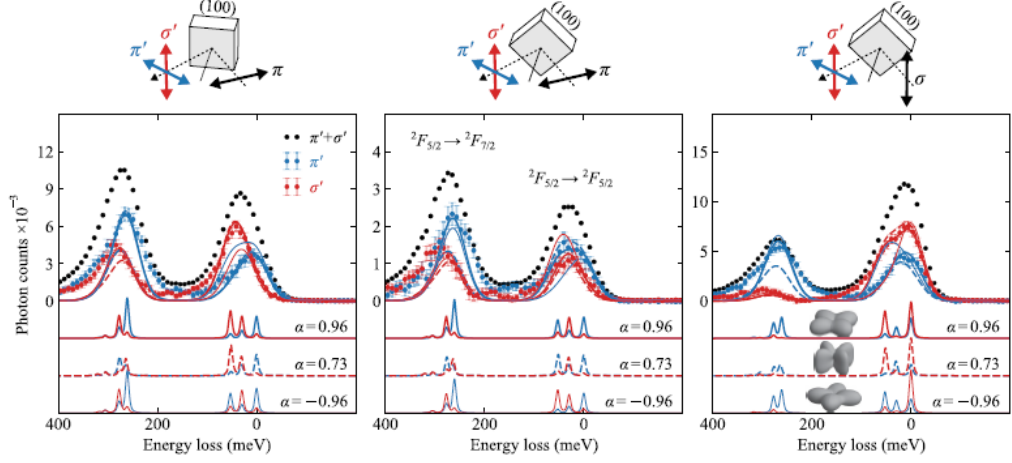 (100) (100) (100)
σ′ σ′ σ′
π′ π′ π′
π π σ
12 4 18
π′+σ′ ²F₅/₂→²F₇/₂
9 π′ 3 ²F₅/₂→²F₅/₂
σ′
Photon counts ×10⁻³
6 2 10
3 1 5
0 0 0
α=0.96 α=0.96 α=0.96
α=0.73 α=0.73 α=0.73
α=−0.96 α=−0.96 α=−0.96
400 200 0 400 200 0 200 0
Energy loss (meV) Energy loss (meV) Energy loss (meV)